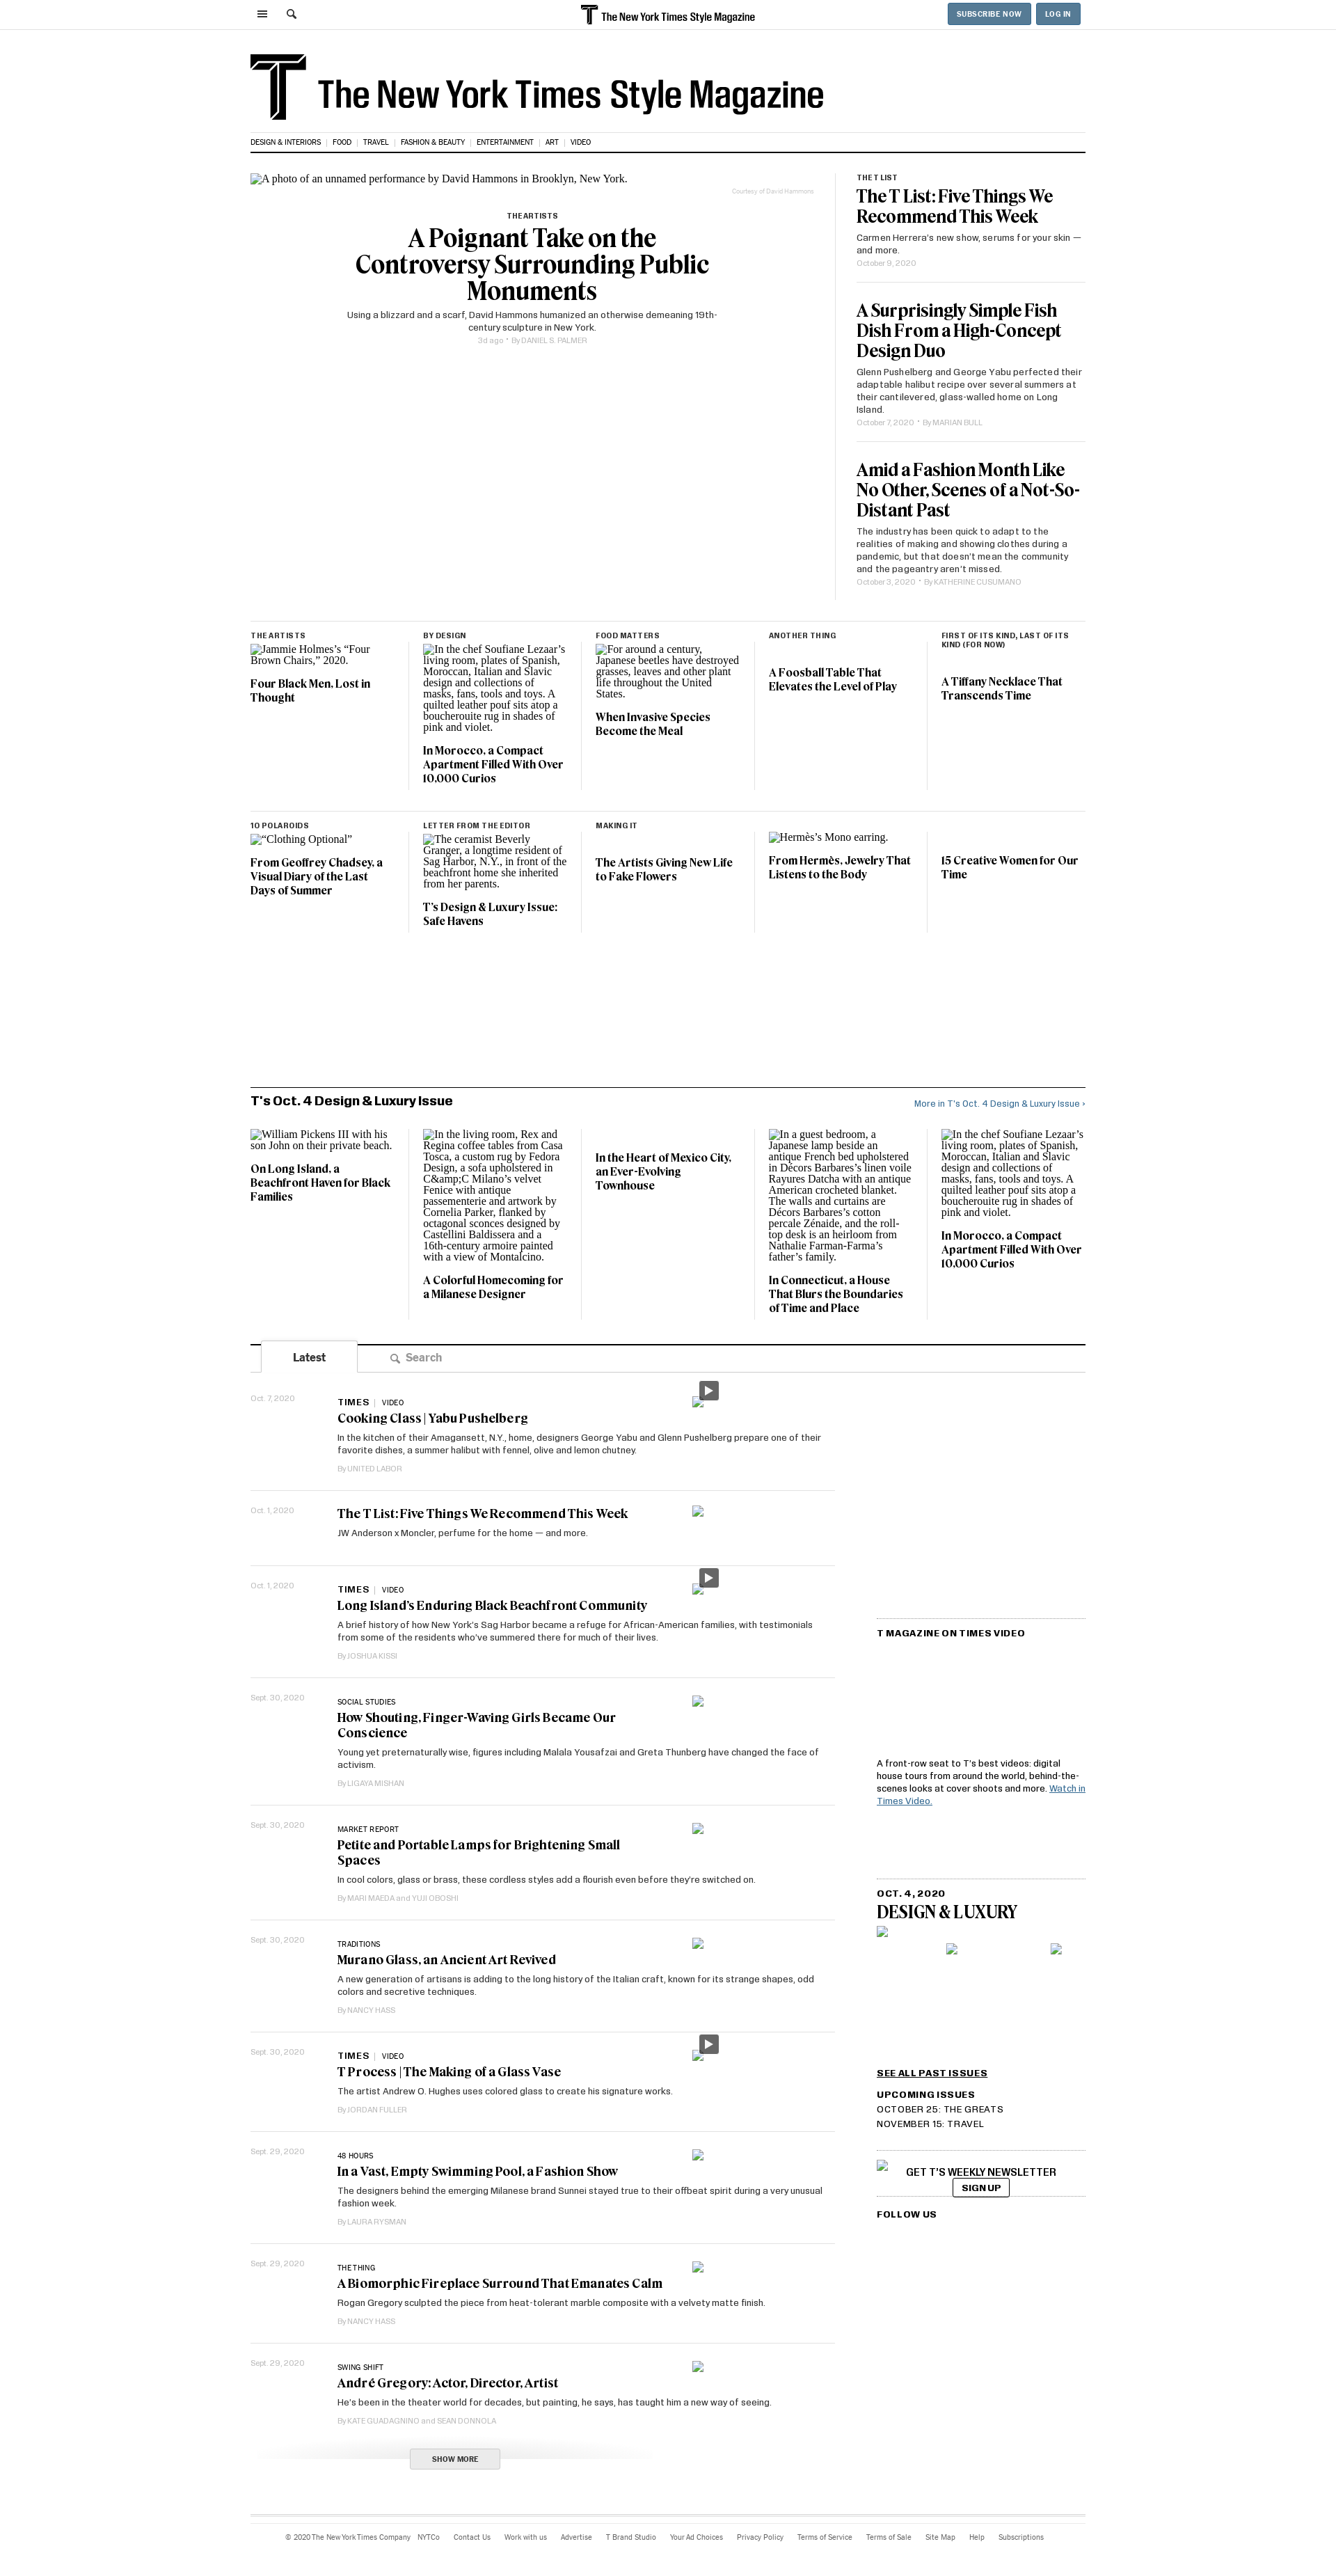 The New York Times Style Magazine
SUBSCRIBE NOW
LOG IN
The New York Times Style Magazine
DESIGN & INTERIORS | FOOD | TRAVEL | FASHION & BEAUTY | ENTERTAINMENT | ART | VIDEO
A photo of an unnamed performance by David Hammons in Brooklyn, New York.
Courtesy of David Hammons
THE ARTISTS
A Poignant Take on the
Controversy Surrounding Public
Monuments
Using a blizzard and a scarf, David Hammons humanized an otherwise demeaning 19th-
century sculpture in New York.
3d ago • By DANIEL S. PALMER
THE T LIST
The T List: Five Things We
Recommend This Week
Carmen Herrera's new show, serums for your skin —
and more.
October 9, 2020
A Surprisingly Simple Fish
Dish From a High-Concept
Design Duo
Glenn Pushelberg and George Yabu perfected their
adaptable halibut recipe over several summers at
their cantilevered, glass-walled home on Long
Island.
October 7, 2020 • By MARIAN BULL
Amid a Fashion Month Like
No Other, Scenes of a Not-So-
Distant Past
The industry has been quick to adapt to the
realities of making and showing clothes during a
pandemic, but that doesn't mean the community
and the pageantry aren't missed.
October 3, 2020 • By KATHERINE CUSUMANO
THE ARTISTS
Jammie Holmes's “Four
Brown Chairs,” 2020.
Four Black Men, Lost in
Thought
BY DESIGN
In the chef Soufiane Lezaar’s
living room, plates of Spanish,
Moroccan, Italian and Slavic
design and collections of
masks, fans, tools and toys. A
quilted leather pouf sits atop a
boucherouite rug in shades of
pink and violet.
In Morocco, a Compact
Apartment Filled With Over
10,000 Curios
FOOD MATTERS
For around a century,
Japanese beetles have destroyed
grasses, leaves and other plant
life throughout the United
States.
When Invasive Species
Become the Meal
ANOTHER THING
A Foosball Table That
Elevates the Level of Play
FIRST OF ITS KIND, LAST OF ITS
KIND (FOR NOW)
A Tiffany Necklace That
Transcends Time
10 POLAROIDS
“Clothing Optional”
From Geoffrey Chadsey, a
Visual Diary of the Last
Days of Summer
LETTER FROM THE EDITOR
The ceramist Beverly
Granger, a longtime resident of
Sag Harbor, N.Y., in front of the
beachfront home she inherited
from her parents.
T’s Design & Luxury Issue:
Safe Havens
MAKING IT
The Artists Giving New Life
to Fake Flowers
Hermès’s Mono earring.
From Hermès, Jewelry That
Listens to the Body
15 Creative Women for Our
Time
T's Oct. 4 Design & Luxury Issue
More in T's Oct. 4 Design & Luxury Issue »
William Pickens III with his
son John on their private beach.
On Long Island, a
Beachfront Haven for Black
Families
In the living room, Rex and
Regina coffee tables from Casa
Tosca, a custom rug by Fedora
Design, a sofa upholstered in
C&amp;C Milano’s velvet
Fenice with antique
passementerie and artwork by
Cornelia Parker, flanked by
octagonal sconces designed by
Castellini Baldissera and a
16th-century armoire painted
with a view of Montalcino.
A Colorful Homecoming for
a Milanese Designer
In the Heart of Mexico City,
an Ever-Evolving
Townhouse
In a guest bedroom, a
Japanese lamp beside an
antique French bed upholstered
in Dècors Barbares’s linen voile
Rayures Datcha with an antique
American crocheted blanket.
The walls and curtains are
Décors Barbares’s cotton
percale Zénaide, and the roll-
top desk is an heirloom from
Nathalie Farman-Farma’s
father’s family.
In Connecticut, a House
That Blurs the Boundaries
of Time and Place
In the chef Soufiane Lezaar’s
living room, plates of Spanish,
Moroccan, Italian and Slavic
design and collections of
masks, fans, tools and toys. A
quilted leather pouf sits atop a
boucherouite rug in shades of
pink and violet.
In Morocco, a Compact
Apartment Filled With Over
10,000 Curios
Latest
Search
Oct. 7, 2020
TIMES | VIDEO
Cooking Class | Yabu Pushelberg
In the kitchen of their Amagansett, N.Y., home, designers George Yabu and Glenn Pushelberg prepare one of their
favorite dishes, a summer halibut with fennel, olive and lemon chutney.
By UNITED LABOR
Oct. 1, 2020
The T List: Five Things We Recommend This Week
JW Anderson x Moncler, perfume for the home — and more.
Oct. 1, 2020
TIMES | VIDEO
Long Island’s Enduring Black Beachfront Community
A brief history of how New York's Sag Harbor became a refuge for African-American families, with testimonials
from some of the residents who've summered there for much of their lives.
By JOSHUA KISSI
Sept. 30, 2020
SOCIAL STUDIES
How Shouting, Finger-Waving Girls Became Our
Conscience
Young yet preternaturally wise, figures including Malala Yousafzai and Greta Thunberg have changed the face of
activism.
By LIGAYA MISHAN
Sept. 30, 2020
MARKET REPORT
Petite and Portable Lamps for Brightening Small
Spaces
In cool colors, glass or brass, these cordless styles add a flourish even before they're switched on.
By MARI MAEDA and YUJI OBOSHI
Sept. 30, 2020
TRADITIONS
Murano Glass, an Ancient Art Revived
A new generation of artisans is adding to the long history of the Italian craft, known for its strange shapes, odd
colors and secretive techniques.
By NANCY HASS
Sept. 30, 2020
TIMES | VIDEO
T Process | The Making of a Glass Vase
The artist Andrew O. Hughes uses colored glass to create his signature works.
By JORDAN FULLER
Sept. 29, 2020
48 HOURS
In a Vast, Empty Swimming Pool, a Fashion Show
The designers behind the emerging Milanese brand Sunnei stayed true to their offbeat spirit during a very unusual
fashion week.
By LAURA RYSMAN
Sept. 29, 2020
THE THING
A Biomorphic Fireplace Surround That Emanates Calm
Rogan Gregory sculpted the piece from heat-tolerant marble composite with a velvety matte finish.
By NANCY HASS
Sept. 29, 2020
SWING SHIFT
André Gregory: Actor, Director, Artist
He's been in the theater world for decades, but painting, he says, has taught him a new way of seeing.
By KATE GUADAGNINO and SEAN DONNOLA
SHOW MORE
T MAGAZINE ON TIMES VIDEO
A front-row seat to T's best videos: digital
house tours from around the world, behind-the-
scenes looks at cover shoots and more. Watch in
Times Video.
OCT. 4, 2020
DESIGN & LUXURY
SEE ALL PAST ISSUES
UPCOMING ISSUES
OCTOBER 25: THE GREATS
NOVEMBER 15: TRAVEL
GET T'S WEEKLY NEWSLETTER
SIGN UP
FOLLOW US
© 2020 The New York Times Company NYTCo Contact Us Work with us Advertise T Brand Studio Your Ad Choices Privacy Policy Terms of Service Terms of Sale Site Map Help Subscriptions